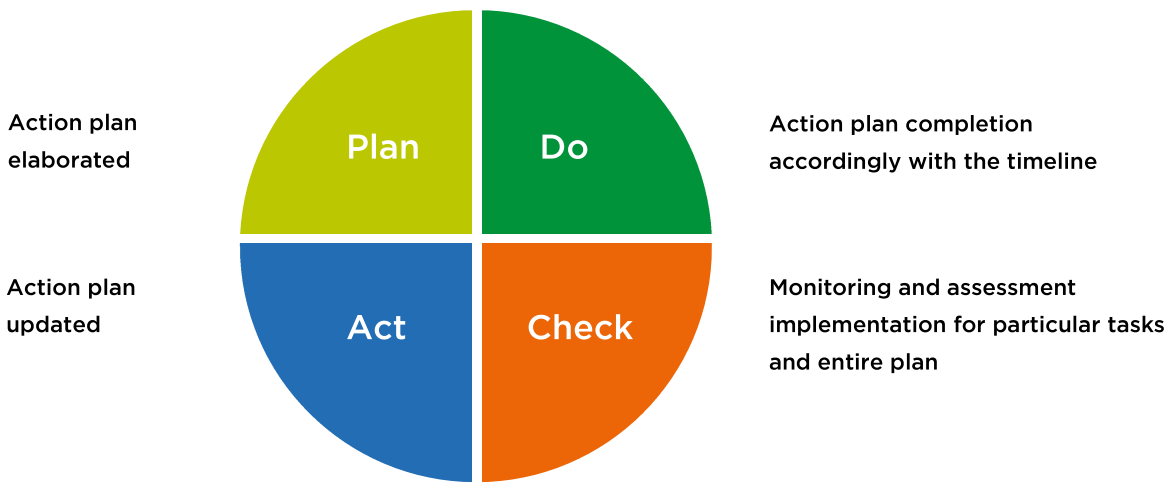 Action plan
elaborated
Plan
Do
Action plan completion
accordingly with the timeline
Action plan
updated
Act
Check
Monitoring and assessment
implementation for particular tasks
and entire plan